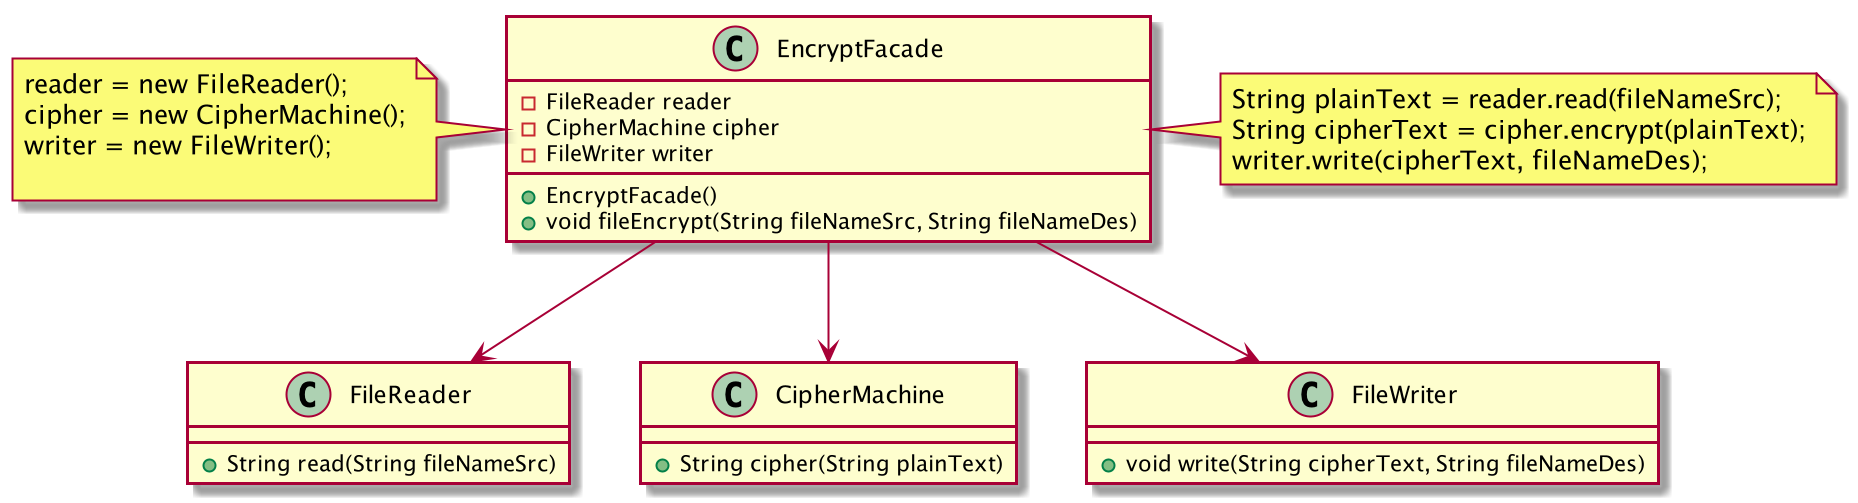 C EncryptFacade
reader = new FileReader();
cipher = new CipherMachine();
writer = new FileWriter();
FileReader reader
CipherMachine cipher
FileWriter writer
EncryptFacade()
void fileEncrypt(String fileNameSrc, String fileNameDes)
String plainText = reader.read(fileNameSrc);
String cipherText = cipher.encrypt(plainText);
writer.write(cipherText, fileNameDes);
C FileReader
String read(String fileNameSrc)
C CipherMachine
String cipher(String plainText)
C FileWriter
void write(String cipherText, String fileNameDes)